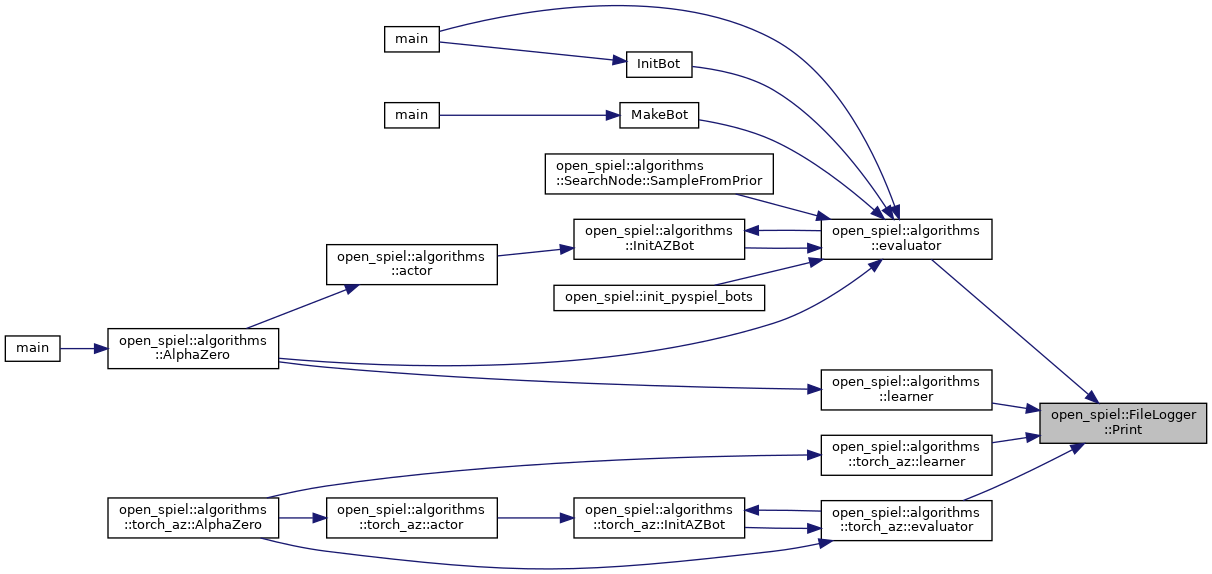 main
InitBot
main
MakeBot
open_spiel::algorithms
::SearchNode::SampleFromPrior
open_spiel::algorithms
::InitAZBot
open_spiel::algorithms
::evaluator
open_spiel::algorithms
::actor
open_spiel::init_pyspiel_bots
main
open_spiel::algorithms
::AlphaZero
open_spiel::algorithms
::learner
open_spiel::FileLogger
::Print
open_spiel::algorithms
::torch_az::learner
open_spiel::algorithms
::torch_az::AlphaZero
open_spiel::algorithms
::torch_az::actor
open_spiel::algorithms
::torch_az::InitAZBot
open_spiel::algorithms
::torch_az::evaluator